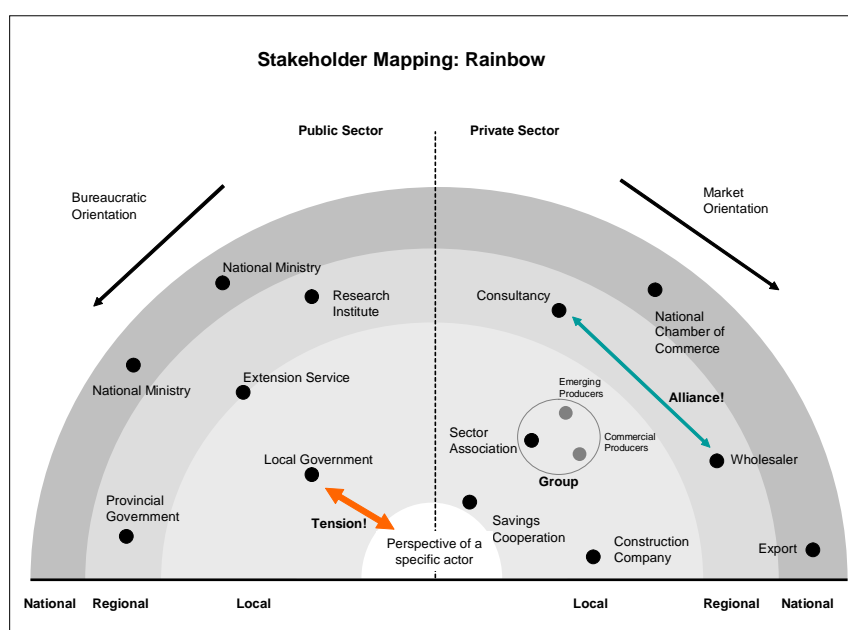 Stakeholder Mapping: Rainbow
Public Sector
Private Sector
Bureaucratic
Orientation
Market
Orientation
National Ministry
Research
Institute
Consultancy
National
Chamber of
Commerce
National Ministry
Extension Service
Emerging
Producers
Alliance!
Sector
Association
Commercial
Producers
Group
Local Government
Wholesaler
Provincial
Government
Tension!
Savings
Cooperation
Perspective of a
specific actor
Construction
Company
Export
National
Regional
Local
Local
Regional
National